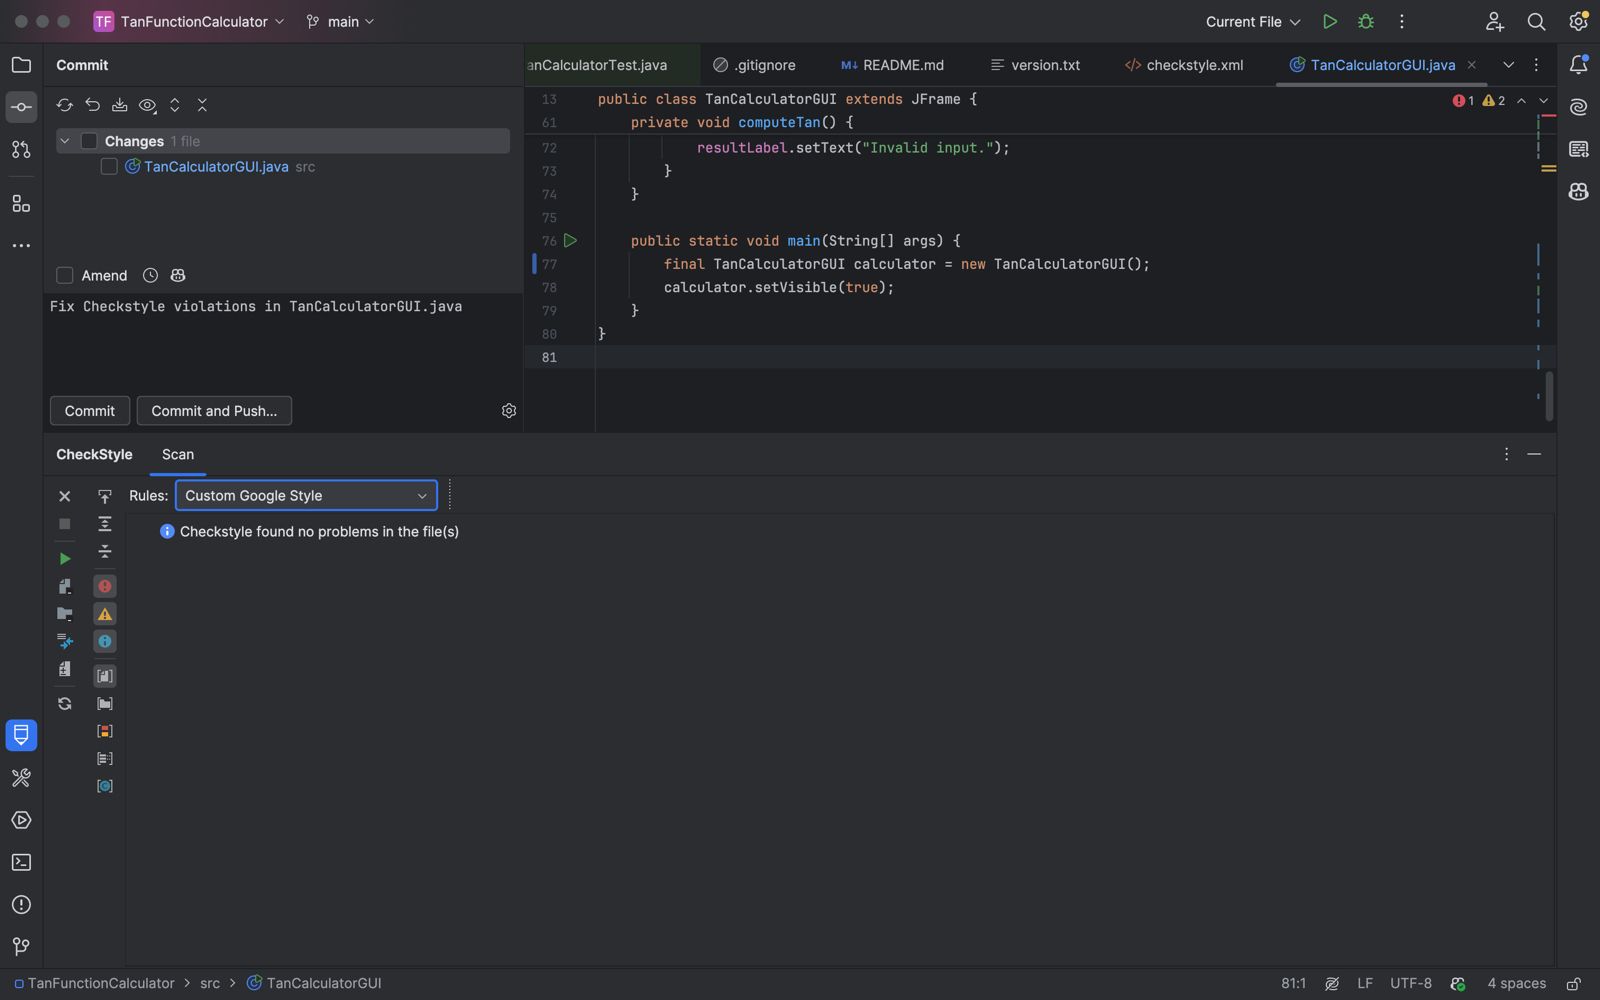 TF TanFunctionCalculator main Current File
Commit
anCalculatorTest.java .gitignore M↓ README.md version.txt </> checkstyle.xml TanCalculatorGUI.java
Changes 1 file
TanCalculatorGUI.java src
Amend
Fix Checkstyle violations in TanCalculatorGUI.java
Commit Commit and Push...
1 2
13 public class TanCalculatorGUI extends JFrame {
61 private void computeTan() {
72 resultLabel.setText("Invalid input.");
73 }
74 }
75
76 public static void main(String[] args) {
77 final TanCalculatorGUI calculator = new TanCalculatorGUI();
78 calculator.setVisible(true);
79 }
80 }
81
CheckStyle Scan
Rules: Custom Google Style
Checkstyle found no problems in the file(s)
TanFunctionCalculator > src > TanCalculatorGUI 81:1 LF UTF-8 4 spaces